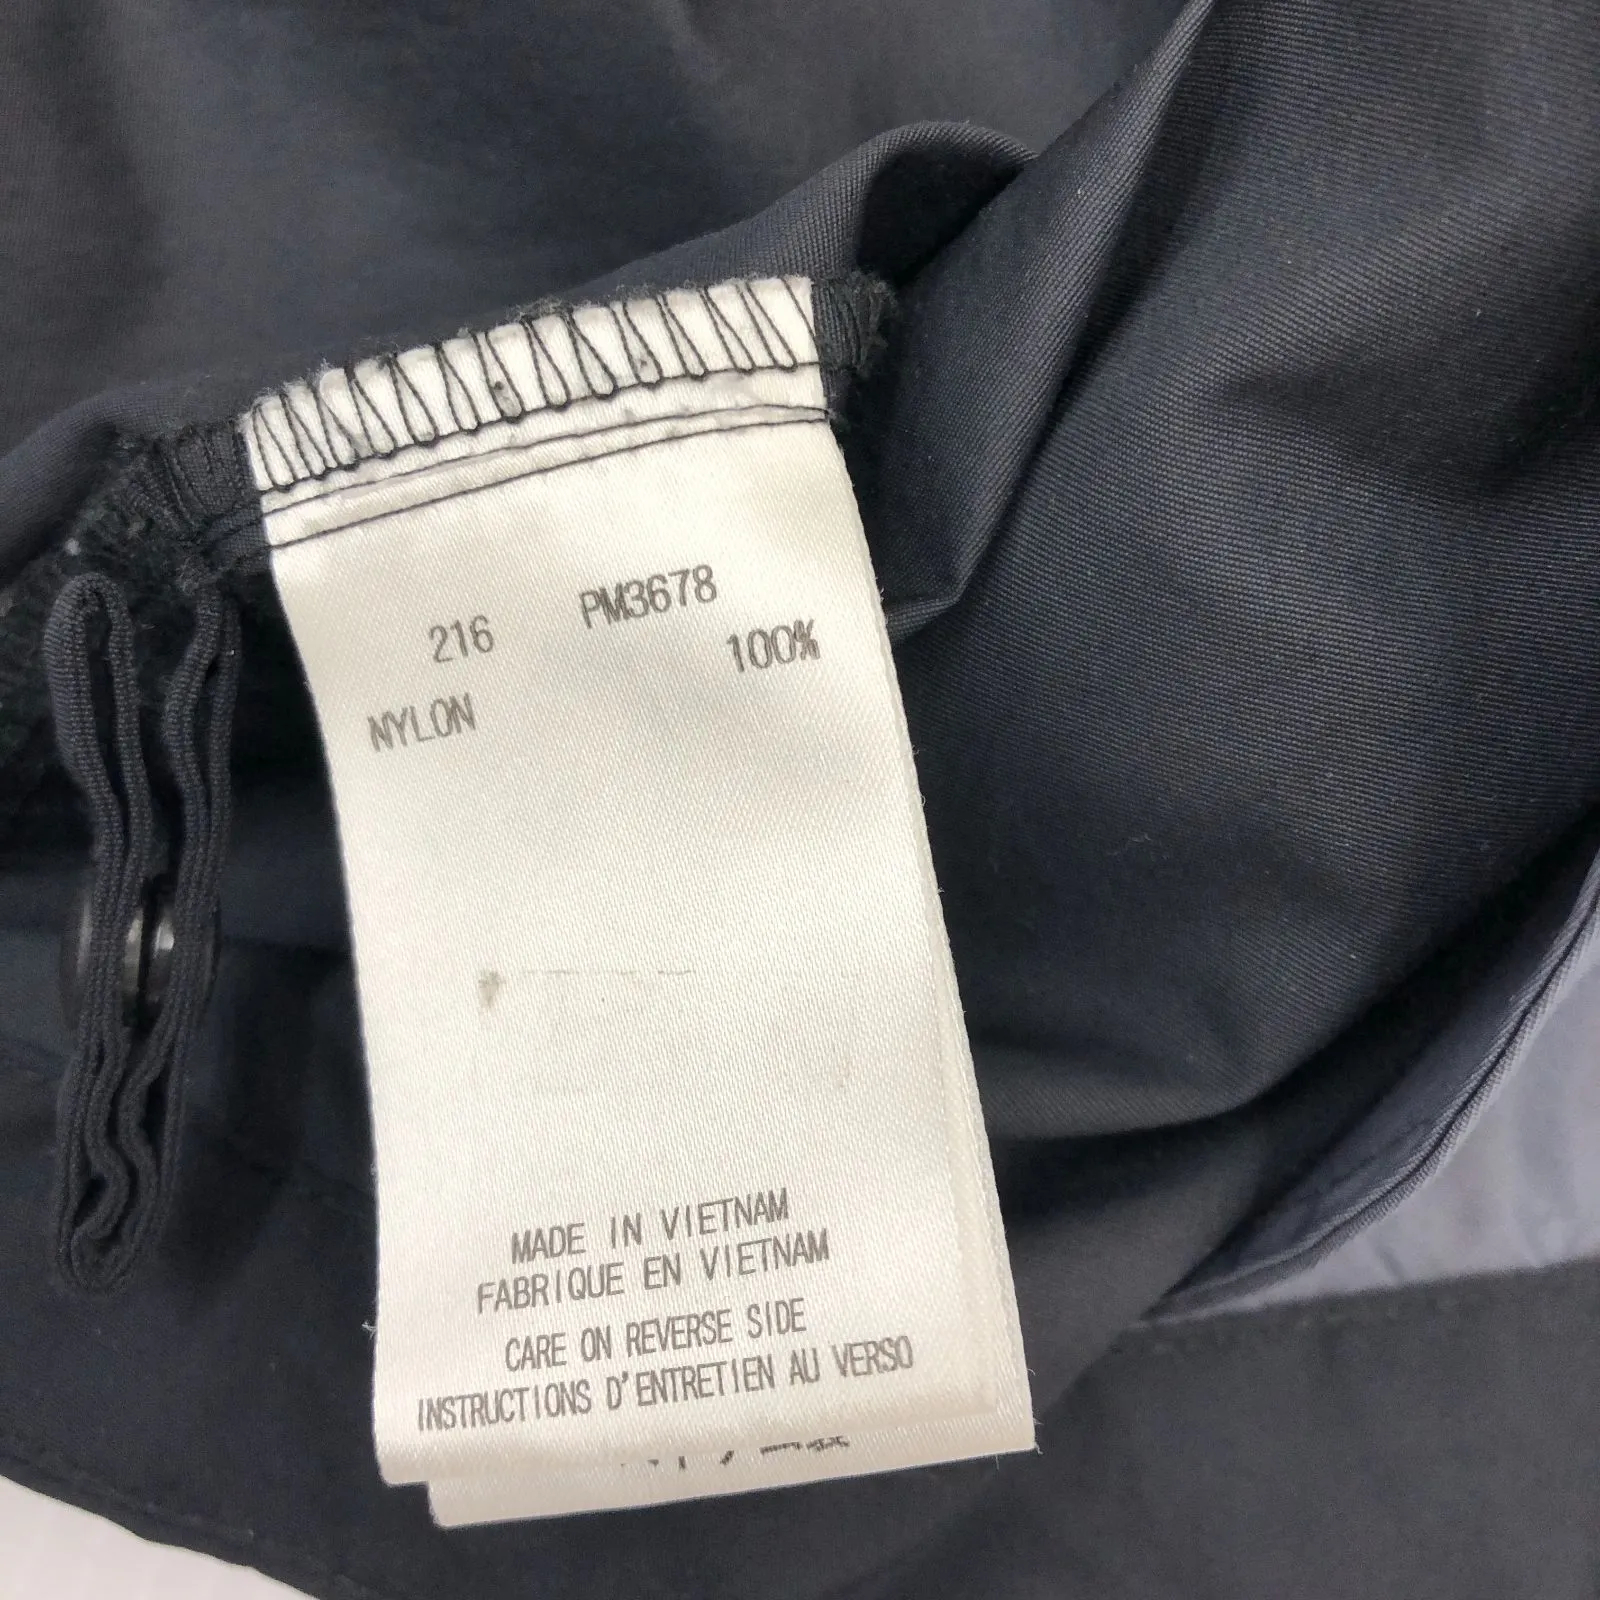 216 PM3678
NYLON 100%
MADE IN VIETNAM
FABRIQUE EN VIETNAM
CARE ON REVERSE SIDE
INSTRUCTIONS D'ENTRETIEN AU VERSO